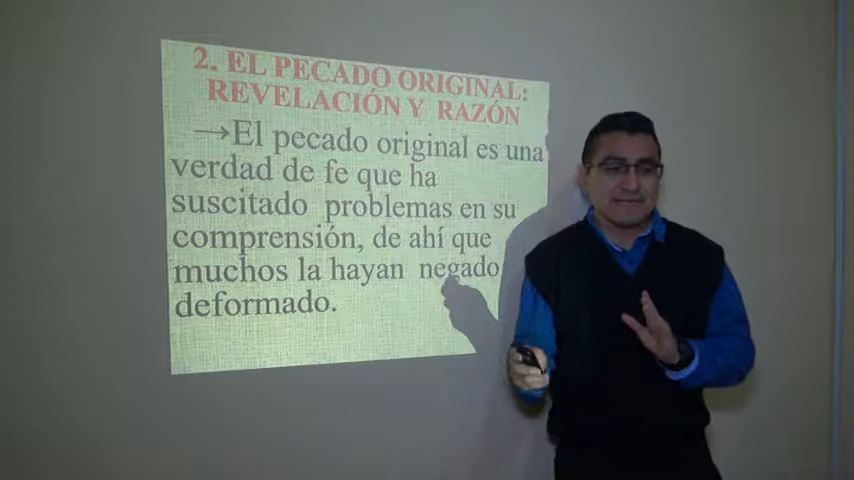 2. EL PECADO ORIGINAL:
REVELACIÓN Y RAZÓN
→El pecado original es una
verdad de fe que ha
suscitado problemas en su
comprensión, de ahí que
muchos la hayan negado
deformado.